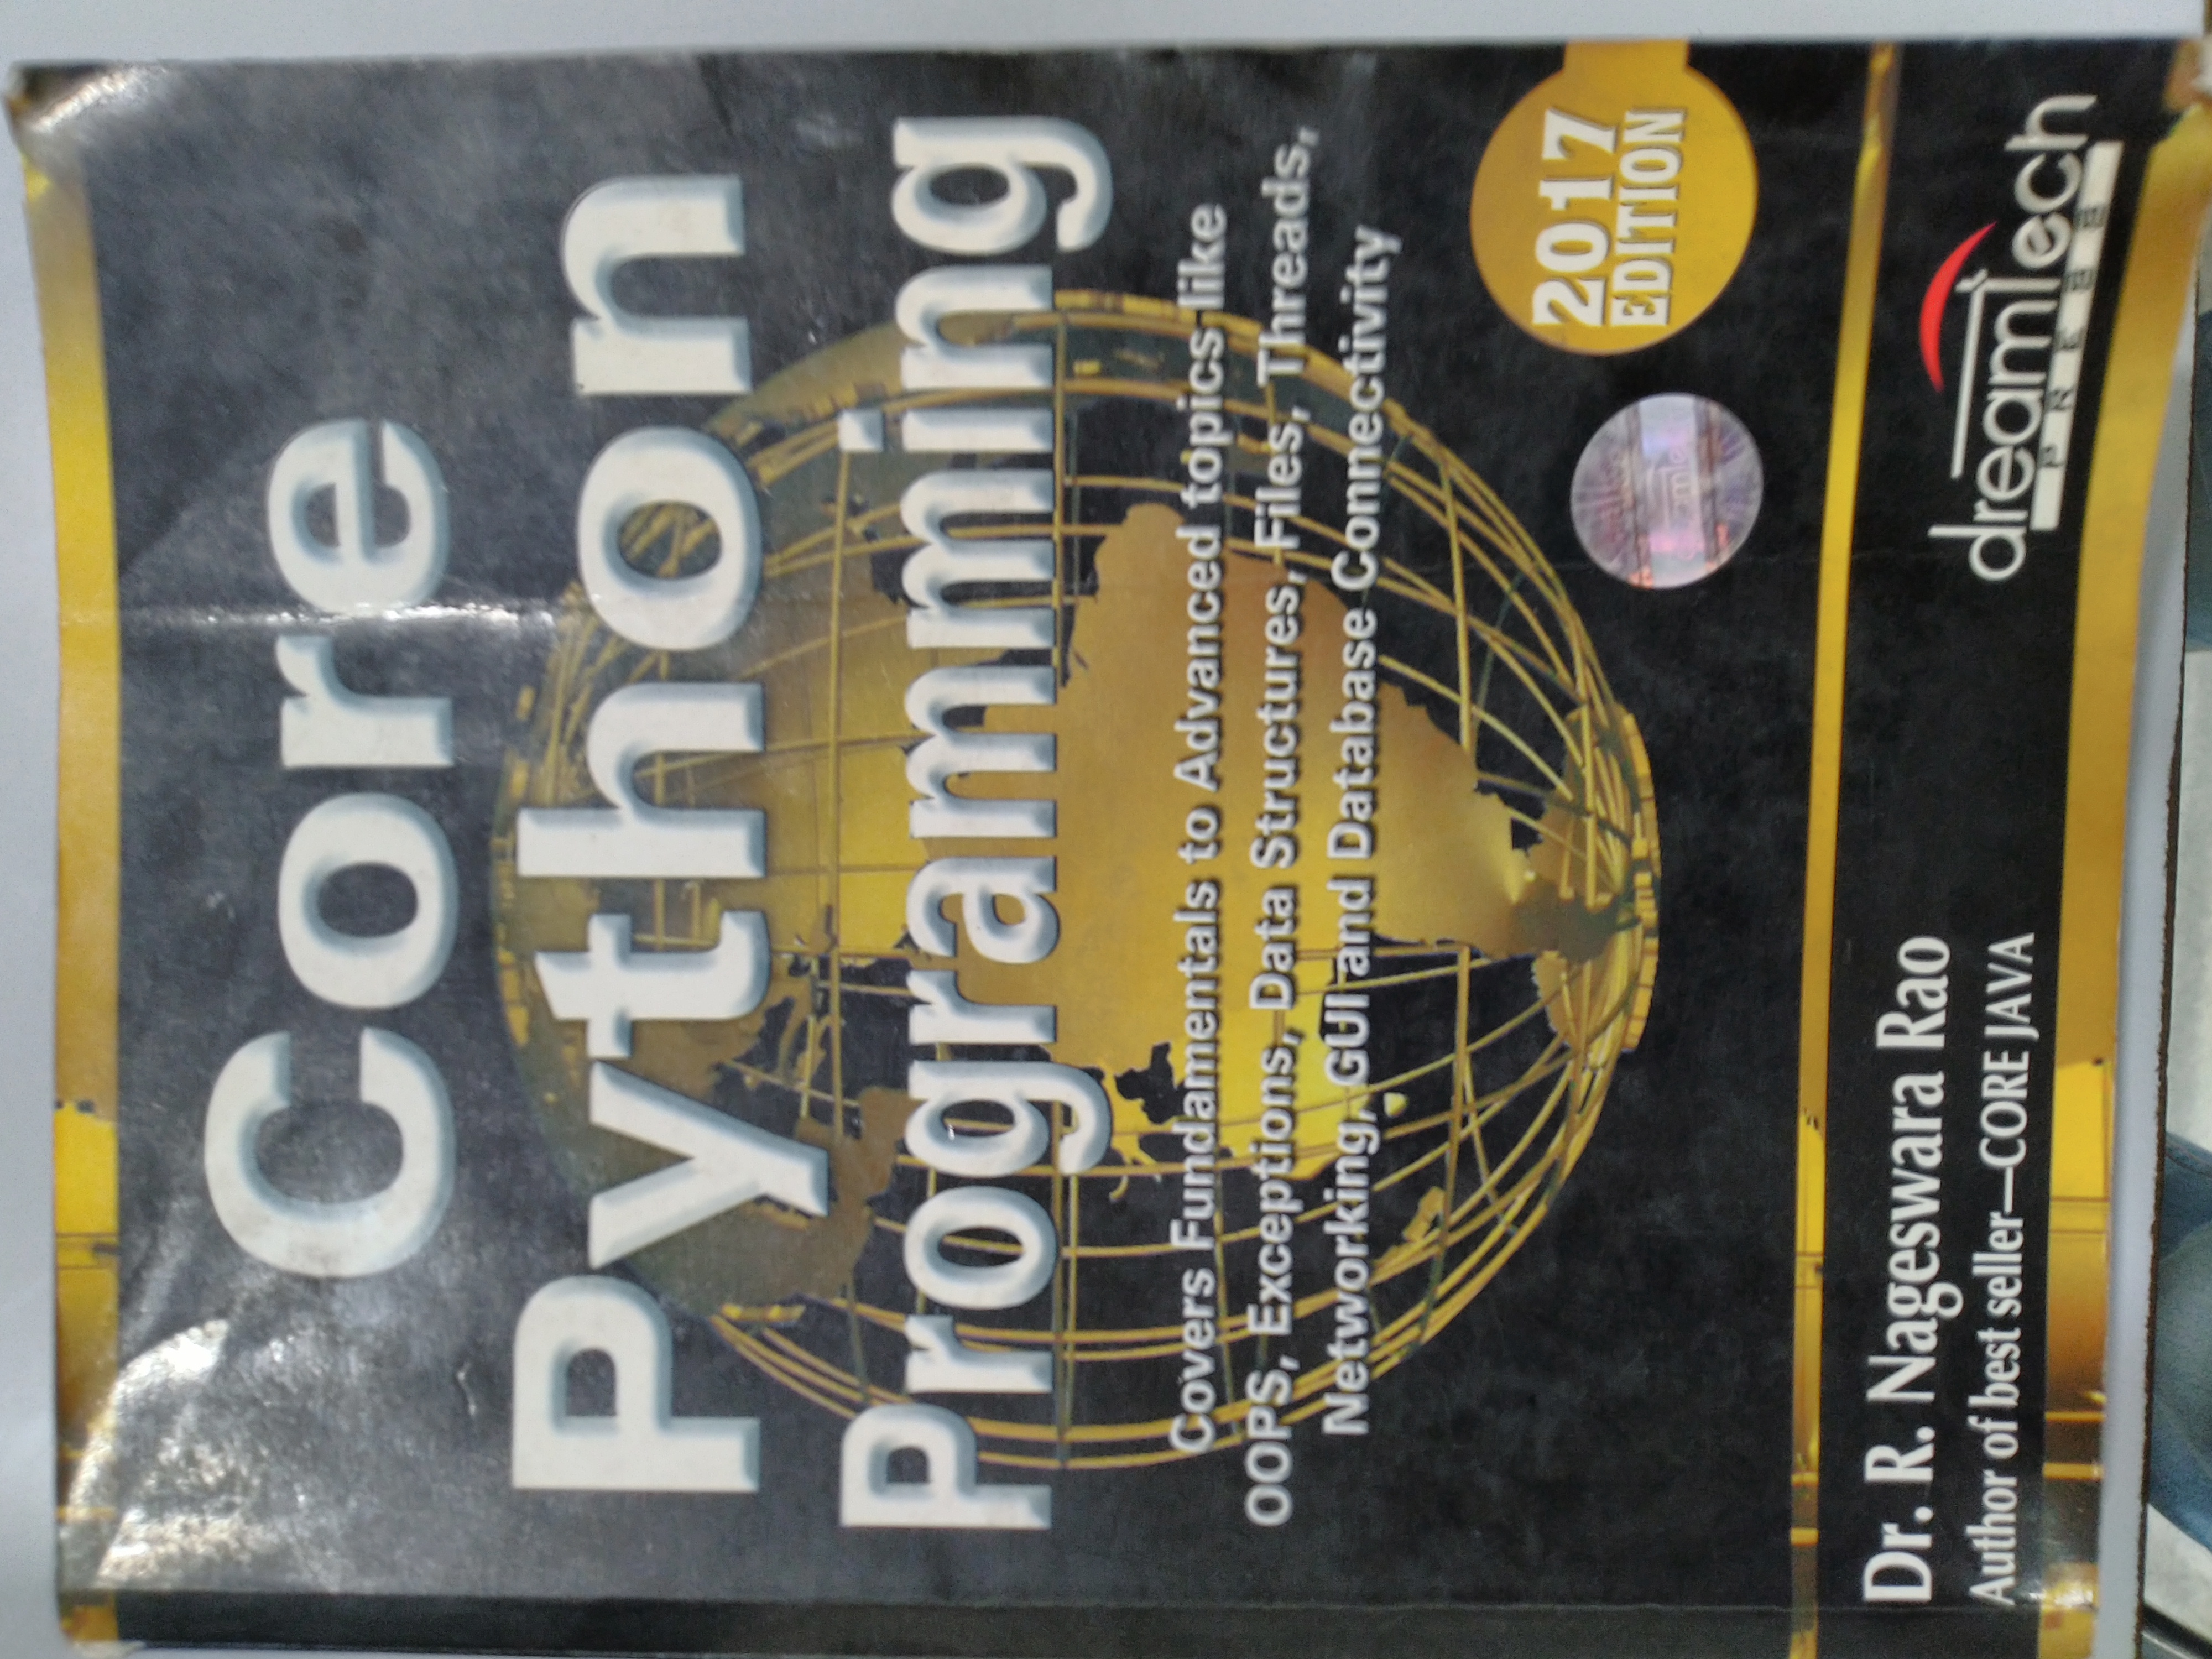 Core
Python
Programming
Covers Fundamentals to Advanced topics like
OOPS, Exceptions, Data Structures, Files, Threads,
Networking, GUI and Database Connectivity
2017
EDITION
Dr. R. Nageswara Rao
Author of best seller—CORE JAVA
dreamtech
PRESS